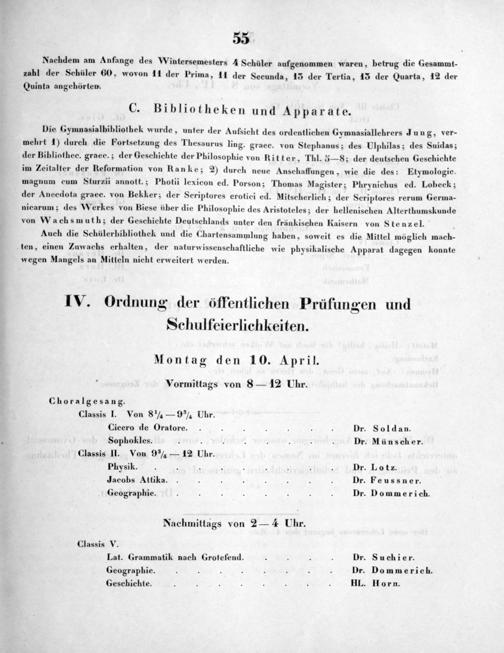 55
Nachdem am Anfange des Wintersemesters 4 Schüler aufgenommen waren, betrug die Gesammt-
zahl der Schüler 60, wovon 11 der Prima, 11 der Secunda, 13 der Tertia, 13 der Quarta, 12 der
Quinta angehörten.
C. Bibliotheken und Apparate.
Die Gymnasialbibliothek wurde, unter der Aufsicht des ordentlichen Gymnasiallehrers Jung, ver-
mehrt 1) durch die Fortsetzung des Thesaurus ling. graec. von Stephanus; des Ulphilas; des Suidas;
der Bibliothec. graec.; der Geschichte der Philosophie von Ritter, Thl. 5—8; der deutschen Geschichte
im Zeitalter der Reformation von Ranke; 2) durch neue Anschaffungen, wie die des: Etymologic.
magnum cum Sturzii annott.; Photii lexicon ed. Porson; Thomas Magister; Phrynichus ed. Lobeck;
der Anecdota graec. von Bekker; der Scriptores erotici ed. Mitscherlich; der Scriptores rerum Germa-
nicarum; des Werkes von Biese über die Philosophie des Aristoteles; der hellenischen Alterthumskunde
von Wachsmuth; der Geschichte Deutschlands unter den fränkischen Kaisern von Stenzel.
Auch die Schülerbibliothek und die Chartensammlung haben, soweit es die Mittel möglich mach-
ten, einen Zuwachs erhalten, der naturwissenschaftliche wie physikalische Apparat dagegen konnte
wegen Mangels an Mitteln nicht erweitert werden.
IV. Ordnung der öffentlichen Prüfungen und
Schulfeierlichkeiten.
Montag den 10. April.
Vormittags von 8—12 Uhr.
Choralgesang.
Classis I. Von 8¼—9¾ Uhr.
Cicero de Oratore. . . . . . Dr. Soldan.
Sophokles. . . . . . . Dr. Münscher.
Classis II. Von 9¾—12 Uhr.
Physik. . . . . . . Dr. Lotz.
Jacobs Attika. . . . . . . Dr. Feussner.
Geographie. . . . . . . Dr. Dommerich.
Nachmittags von 2—4 Uhr.
Classis V.
Lat. Grammatik nach Grotefend. . . . . Dr. Suchier.
Geographie. . . . . . . Dr. Dommerich.
Geschichte. . . . . . . HL. Horn.